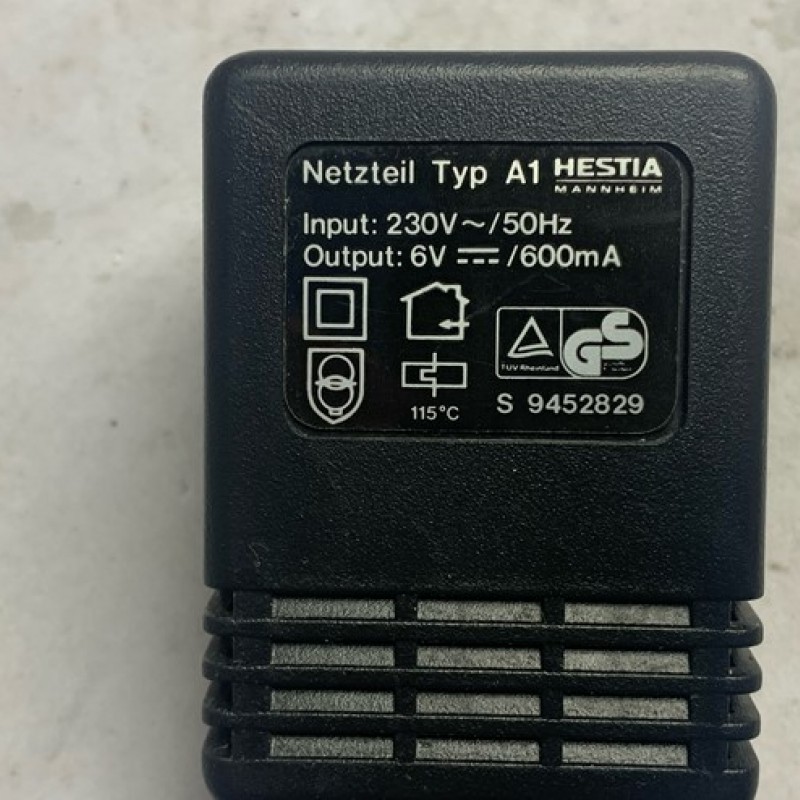 Netzteil Typ A1 HESTIA
MANNHEIM
Input: 230V~/50Hz
Output: 6V ⎓ /600mA
TÜV Rheinland
GS
115°C
S 9452829